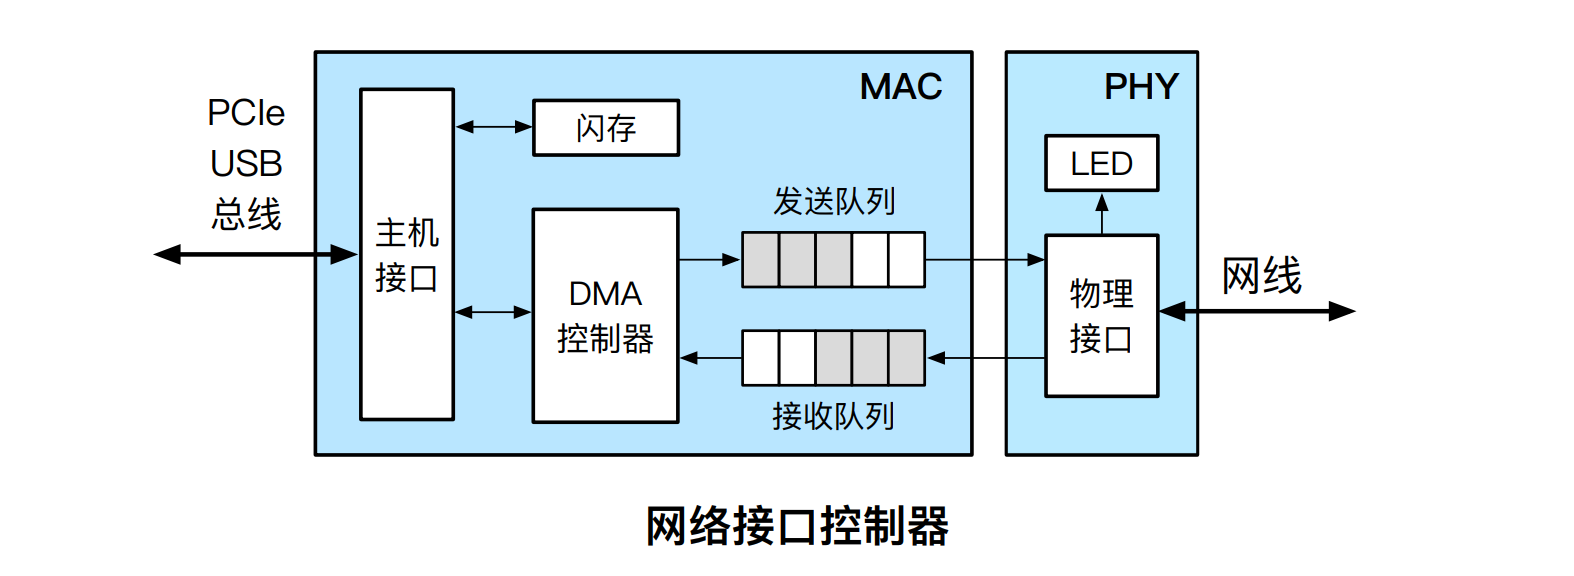 PCIe
USB
总线
主机
接口
闪存
DMA
控制器
MAC
发送队列
接收队列
PHY
LED
物理
接口
网线
网络接口控制器